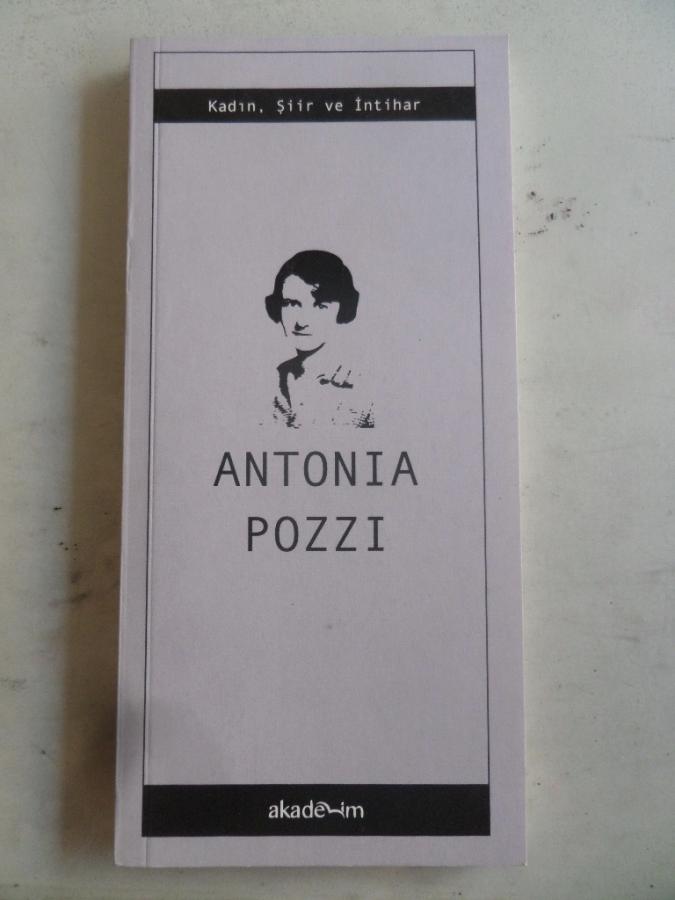 Kadın, Şiir ve İntihar
ANTONIA
POZZI
akademim